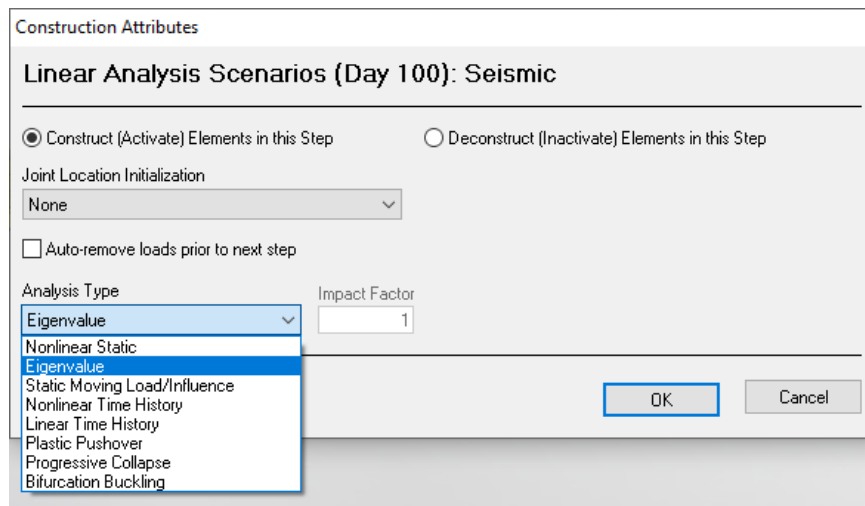 Construction Attributes
Linear Analysis Scenarios (Day 100): Seismic
Construct (Activate) Elements in this Step
Deconstruct (Inactivate) Elements in this Step
Joint Location Initialization
None
Auto-remove loads prior to next step
Analysis Type
Impact Factor
Eigenvalue
1
Nonlinear Static
Eigenvalue
Static Moving Load/Influence
Nonlinear Time History
Linear Time History
Plastic Pushover
Progressive Collapse
Bifurcation Buckling
OK
Cancel